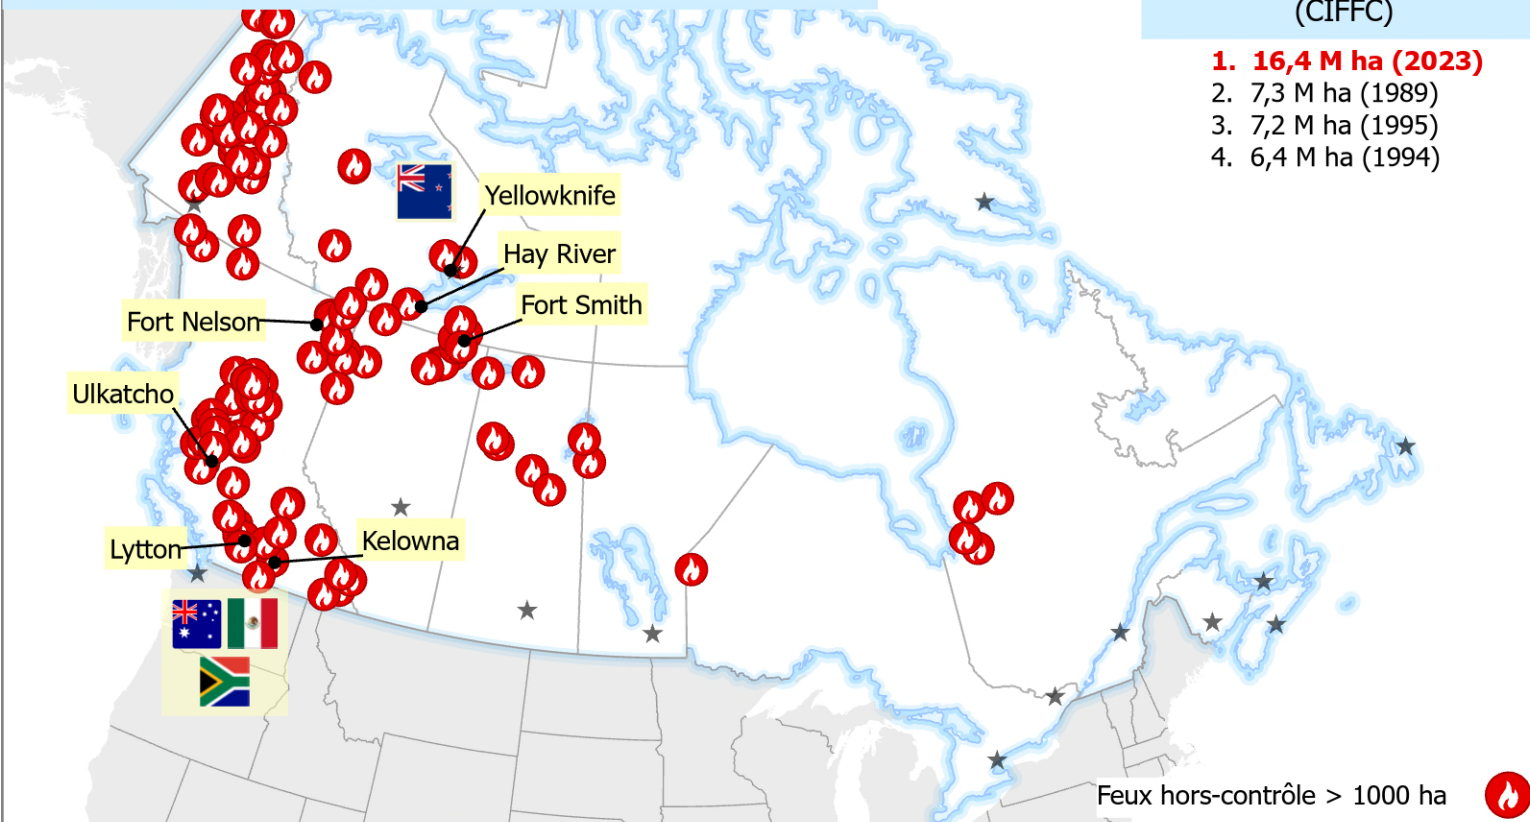 (CIFFC)
1. 16,4 M ha (2023)
2. 7,3 M ha (1989)
3. 7,2 M ha (1995)
4. 6,4 M ha (1994)
Yellowknife
Hay River
Fort Smith
Fort Nelson
Ulkatcho
Lytton
Kelowna
Feux hors-contrôle > 1000 ha